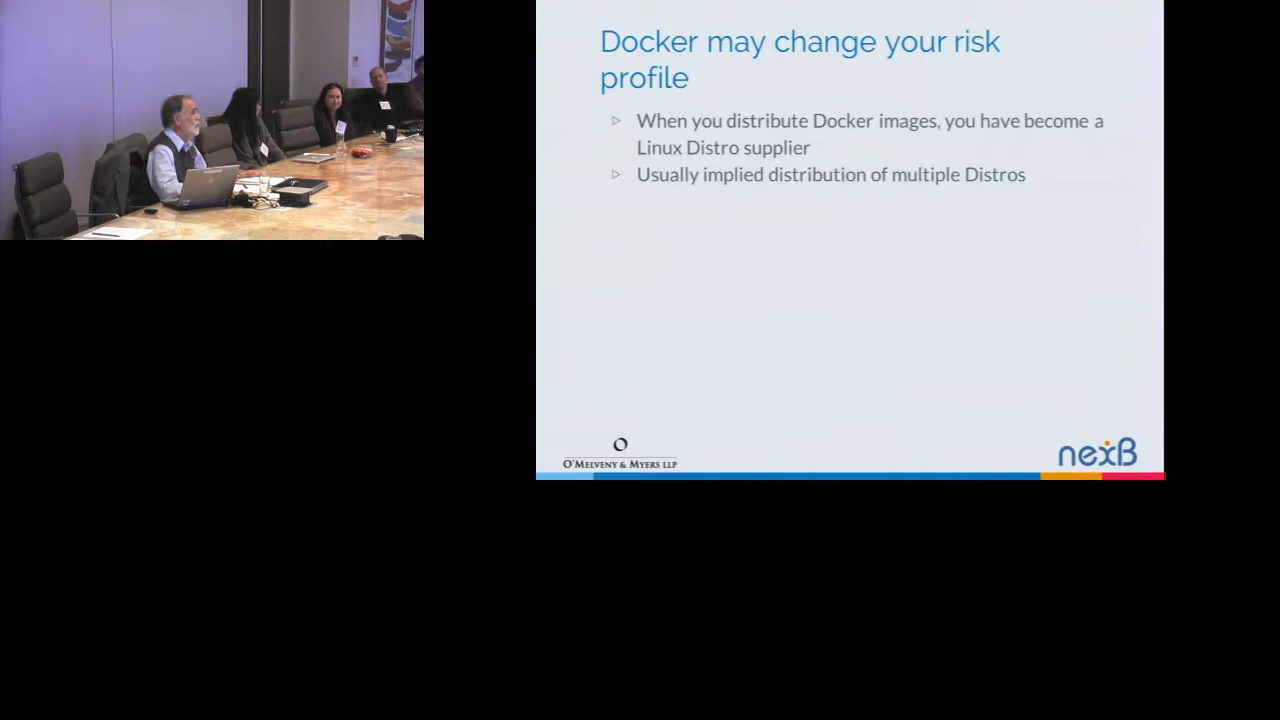 Docker may change your risk
profile
When you distribute Docker images, you have become a
Linux Distro supplier
Usually implied distribution of multiple Distros
O'MELVENY & MYERS LLP
nexB